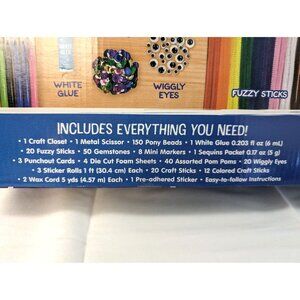 WHITE
GLUE
WIGGLY
EYES
FUZZY STICKS
INCLUDES EVERYTHING YOU NEED!
• 1 Craft Closet • 1 Metal Scissor • 150 Pony Beads • 1 White Glue 0.203 fl oz (6 mL)
• 20 Fuzzy Sticks • 50 Gemstones • 8 Mini Markers • 1 Sequins Packet 0.17 oz (5 g)
• 3 Punchout Cards • 4 Die Cut Foam Sheets • 40 Assorted Pom Poms • 20 Wiggly Eyes
• 3 Sticker Rolls 1 ft (30.4 cm) Each • 20 Craft Sticks • 12 Colored Craft Sticks
• 2 Wax Cord 5 yds (4.57 m) Each • 1 Pre-adhered Sticker • Easy-to-follow Instructions